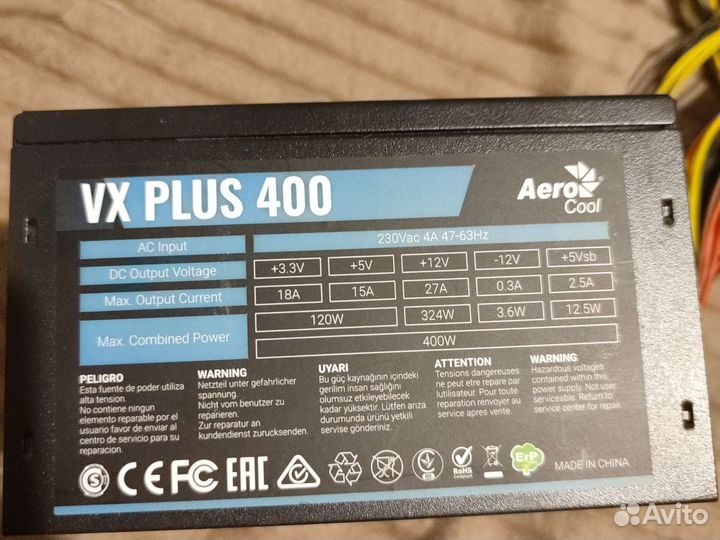 VX PLUS 400
Aero
Cool
AC Input 230Vac 4A 47-63Hz
DC Output Voltage +3.3V +5V +12V -12V +5Vsb
Max. Output Current 18A 15A 27A 0.3A 2.5A
Max. Combined Power 120W 324W 3.6W 12.5W
400W
PELIGRO
Esta fuente de poder utiliza
alta tension.
No contiene ningun
elemento reparable por el
usuario favor de enviar al
centro de servicio para su
reparacion.
WARNING
Netzteil unter gefahrlicher
spannung.
Nicht vom benutzer zu
reparieren.
Zur reparatur an
kundendienst zurucksenden.
UYARI
Bu güç kaynağının içindeki
gerilim insan sağlığını
olumsuz etkileyebilecek
kadar yüksektir. Lütfen arıza
durumunda ürünü yetkili
servise gönderiniz.
ATTENTION
Tensions dangereuses
ne peut etre repare par
lutilisateur. Pour toute
reparation renvoyer au
service apres vente.
WARNING
Hazardous voltages
contained within this
power supply. Not user
serviceable. Return to
service center for repair.
S CE FC EAC RoHS ErP
MADE IN CHINA
Avito